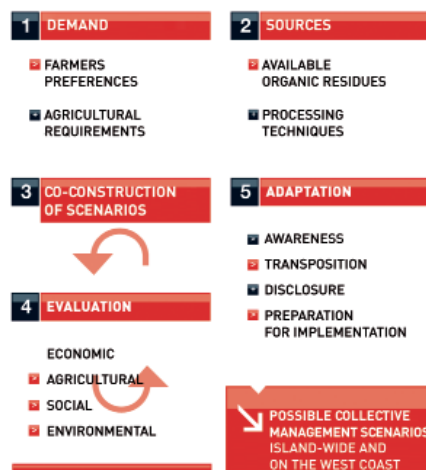 1 DEMAND
FARMERS
PREFERENCES
AGRICULTURAL
REQUIREMENTS
2 SOURCES
AVAILABLE
ORGANIC RESIDUES
PROCESSING
TECHNIQUES
3 CO-CONSTRUCTION
OF SCENARIOS
4 EVALUATION
ECONOMIC
AGRICULTURAL
SOCIAL
ENVIRONMENTAL
5 ADAPTATION
AWARENESS
TRANSPOSITION
DISCLOSURE
PREPARATION
FOR IMPLEMENTATION
POSSIBLE COLLECTIVE
MANAGEMENT SCENARIOS
ISLAND-WIDE AND
ON THE WEST COAST